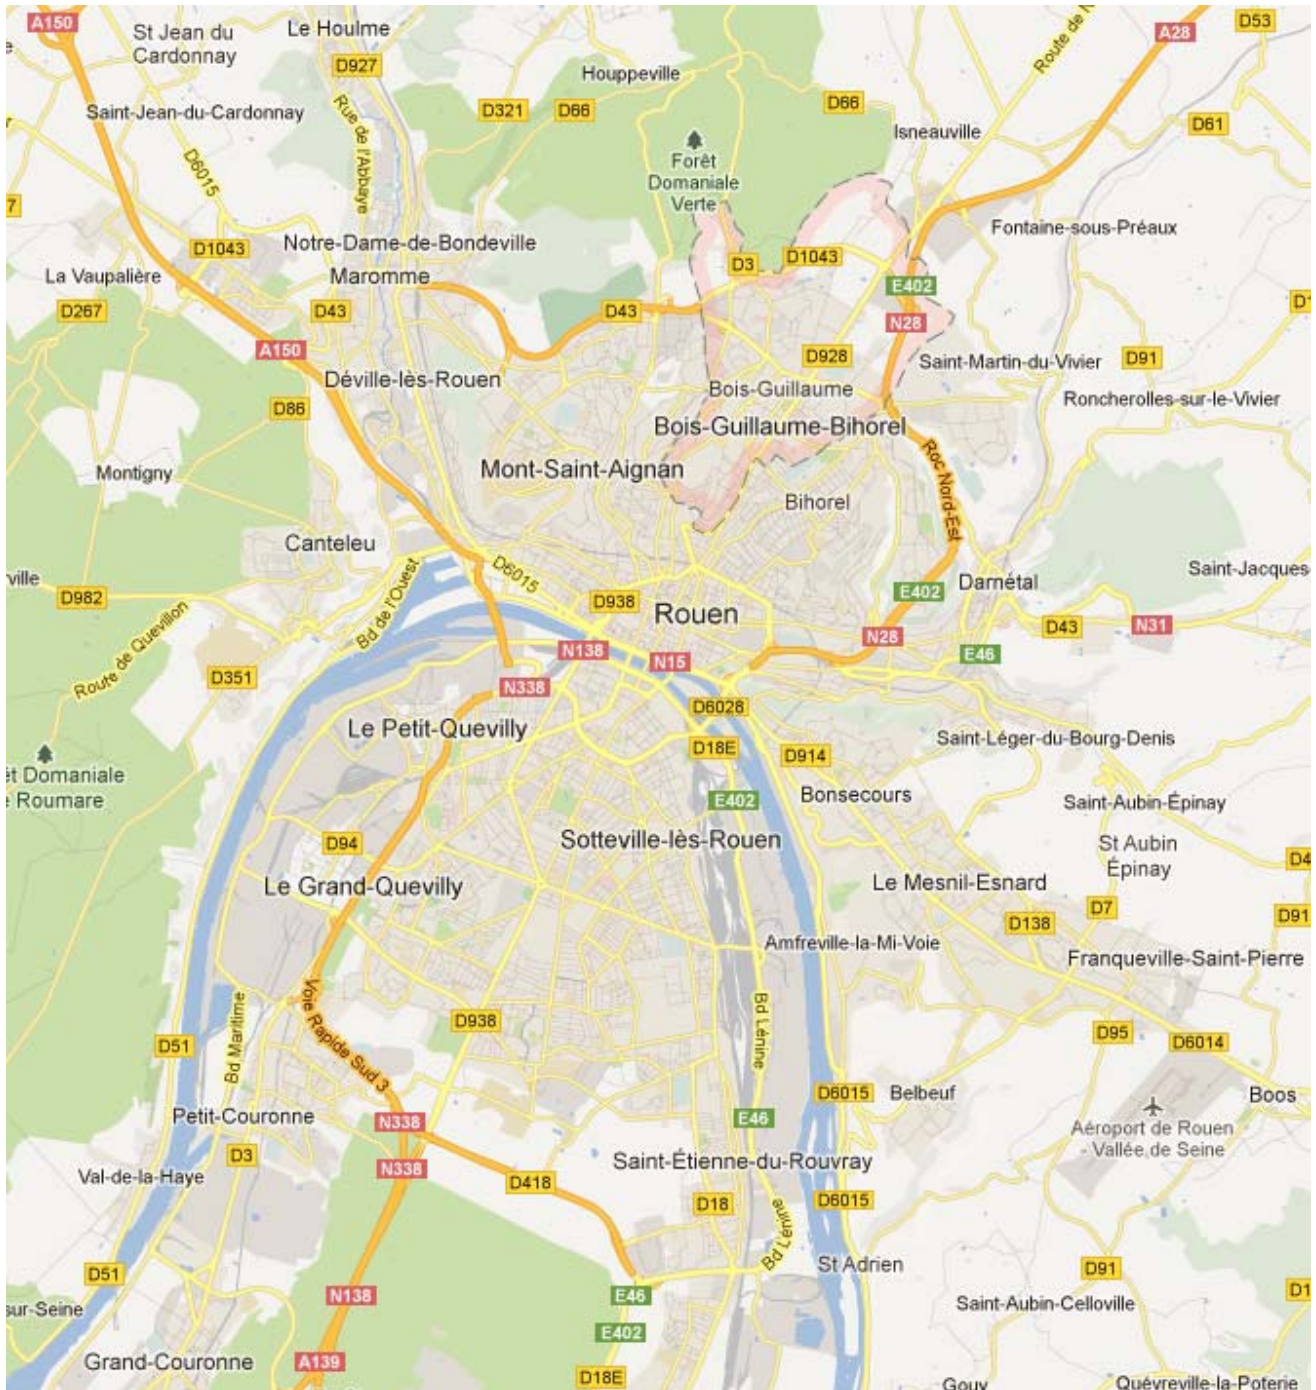 A150
St Jean du
Cardonnay
Le Houlme
D927
A28
D53
Route de N
Houppeville
D321
D66
D66
Saint-Jean-du-Cardonnay
Rue de l'Abbaye
D6015
D61
Isneauville
Forêt
Domaniale
Verte
Fontaine-sous-Préaux
D1043
Notre-Dame-de-Bondeville
Maromme
La Vaupalière
D3
D1043
E402
D267
D43
D43
N28
A150
D928
Saint-Martin-du-Vivier
D91
Déville-lès-Rouen
Bois-Guillaume
Roncherolles-sur-le-Vivier
D86
Bois-Guillaume-Bihorel
Roc Nord-Est
Montigny
Mont-Saint-Aignan
Bihorel
Canteleu
D6015
Bd de l'Ouest
ville
D982
Saint-Jacques-
Darnétal
E402
D938
Rouen
D43
N31
N28
E46
Route de Quevillon
N138
N15
D351
N338
D6028
Le Petit-Quevilly
D18E
Saint-Léger-du-Bourg-Denis
D914
êt Domaniale
e Roumare
Bonsecours
E402
Saint-Aubin-Épinay
D94
Sotteville-lès-Rouen
St Aubin
Épinay
D4
Le Grand-Quevilly
Le Mesnil-Esnard
D7
D138
D91
Amfreville-la-Mi-Voie
Franqueville-Saint-Pierre
Voie Rapide Sud 3
Bd Maritime
D938
Bd Lénine
D51
D95
D6014
D6015
Belbeuf
Boos
Petit-Couronne
N338
E46
Aéroport de Rouen
- Vallée de Seine
D3
N338
Val-de-la-Haye
D418
Saint-Étienne-du-Rouvray
D18
D6015
Bd Lénine
St Adrien
D51
D91
N138
E46
D1
sur-Seine
Saint-Aubin-Celloville
E402
Grand-Couronne
A139
D18E
Gouy
Quévreville-la-Poterie